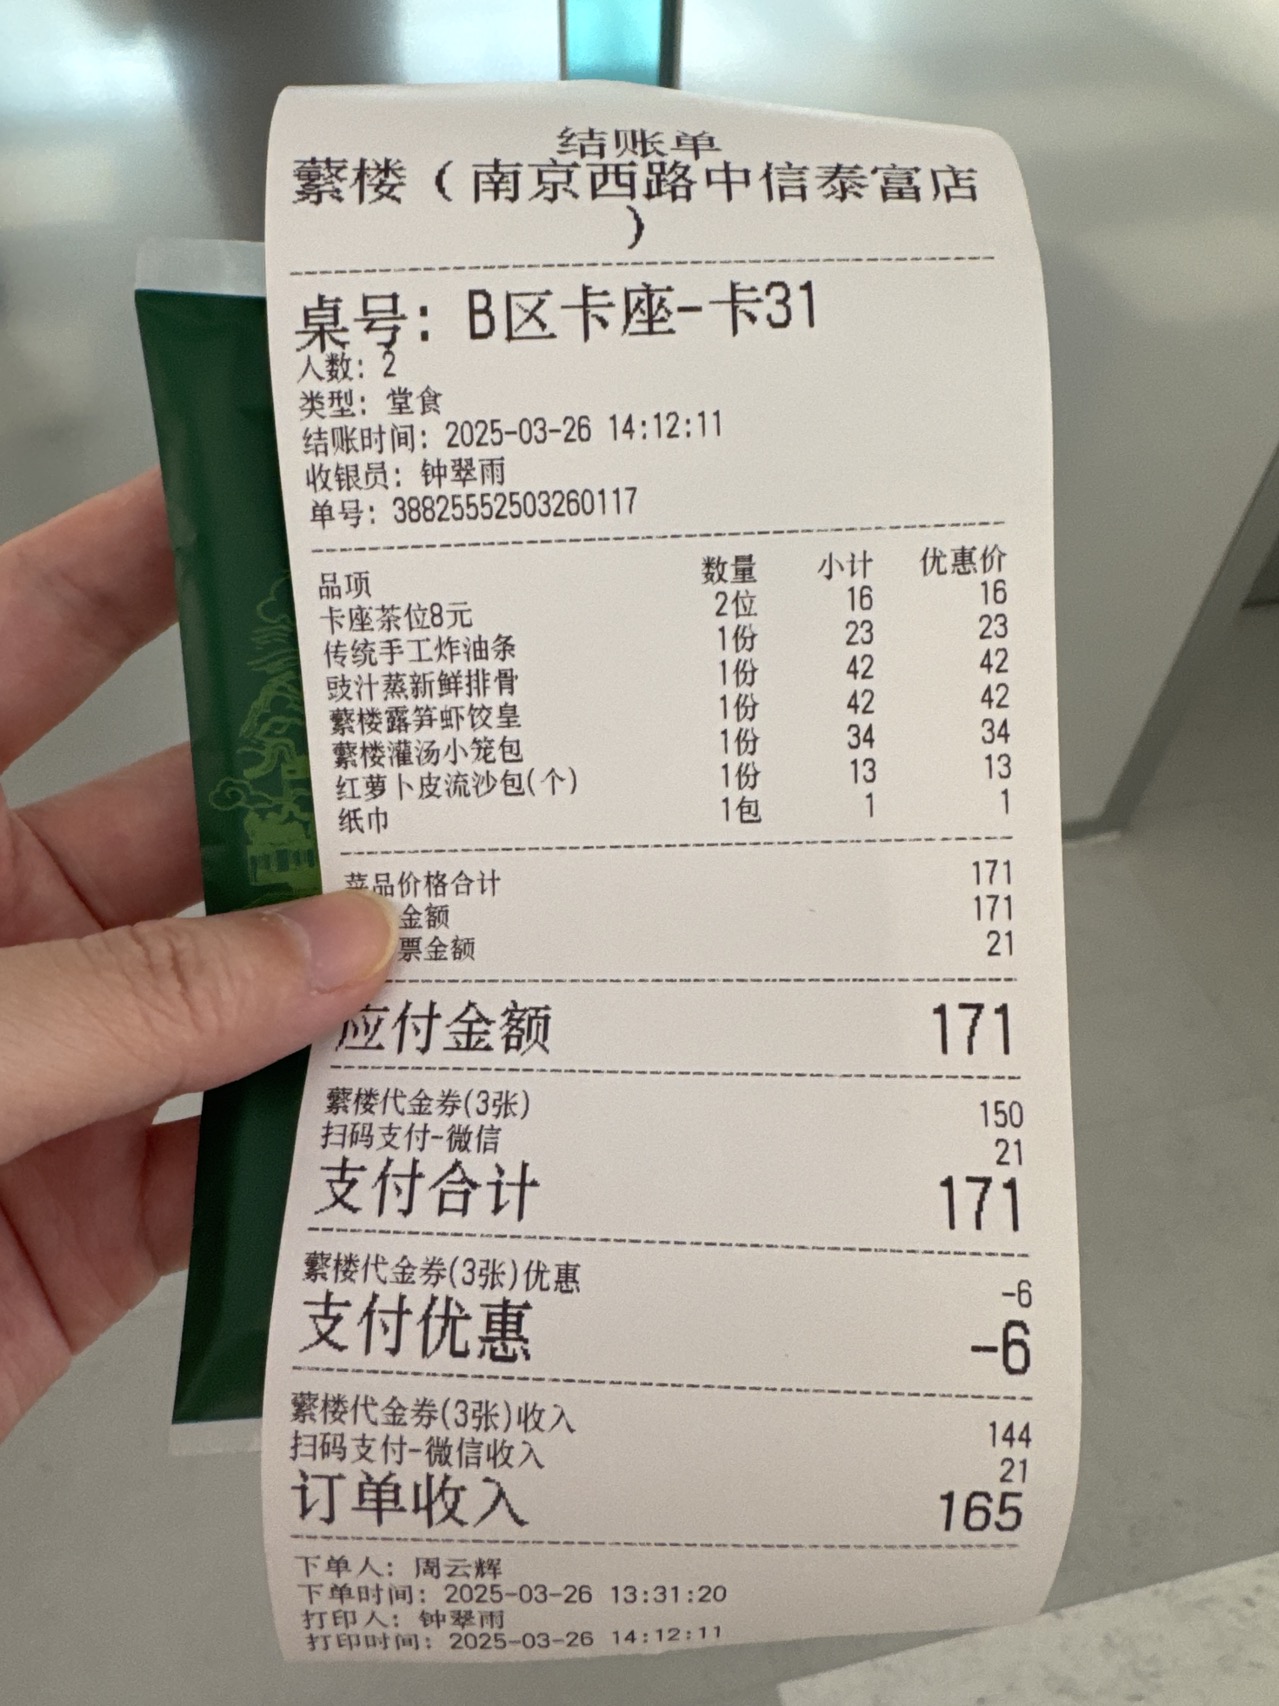 结账单
蘩楼（南京西路中信泰富店
）
桌号：B区卡座-卡31
人数：2
类型：堂食
结账时间：2025-03-26 14:12:11
收银员：钟翠雨
单号：38825552503260117
品项 数量 小计 优惠价
卡座茶位8元 2位 16 16
传统手工炸油条 1份 23 23
豉汁蒸新鲜排骨 1份 42 42
蘩楼露笋虾饺皇 1份 42 42
蘩楼灌汤小笼包 1份 34 34
红萝卜皮流沙包(个) 1份 13 13
纸巾 1包 1 1
菜品价格合计 171
金额 171
票金额 21
应付金额 171
蘩楼代金券(3张) 150
扫码支付-微信 21
支付合计 171
蘩楼代金券(3张)优惠 -6
支付优惠 -6
蘩楼代金券(3张)收入 144
扫码支付-微信收入 21
订单收入 165
下单人：周云辉
下单时间：2025-03-26 13:31:20
打印人：钟翠雨
打印时间：2025-03-26 14:12:11